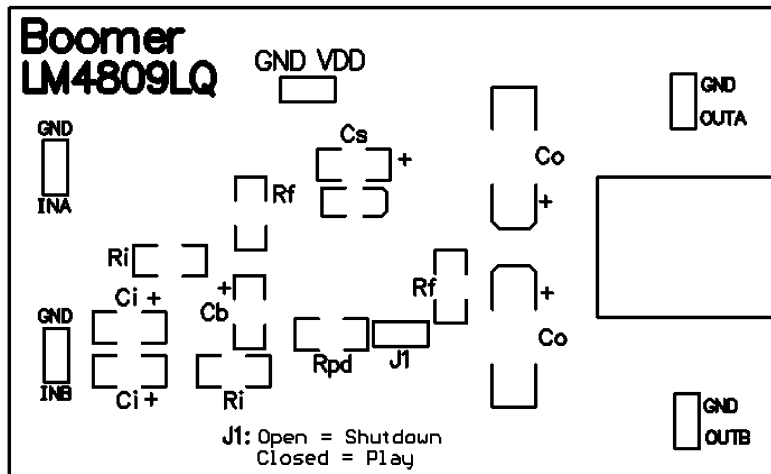 Boomer
LM4809LQ
GND VDD
GND
OUTA
GND
INA
Cs
+
Co
+
Rf
Ri
+
Cb
Rf
+
Co
Ci +
GND
INB
Ci +
Ri
Rpd
J1
GND
OUTB
J1: Open = Shutdown
Closed = Play